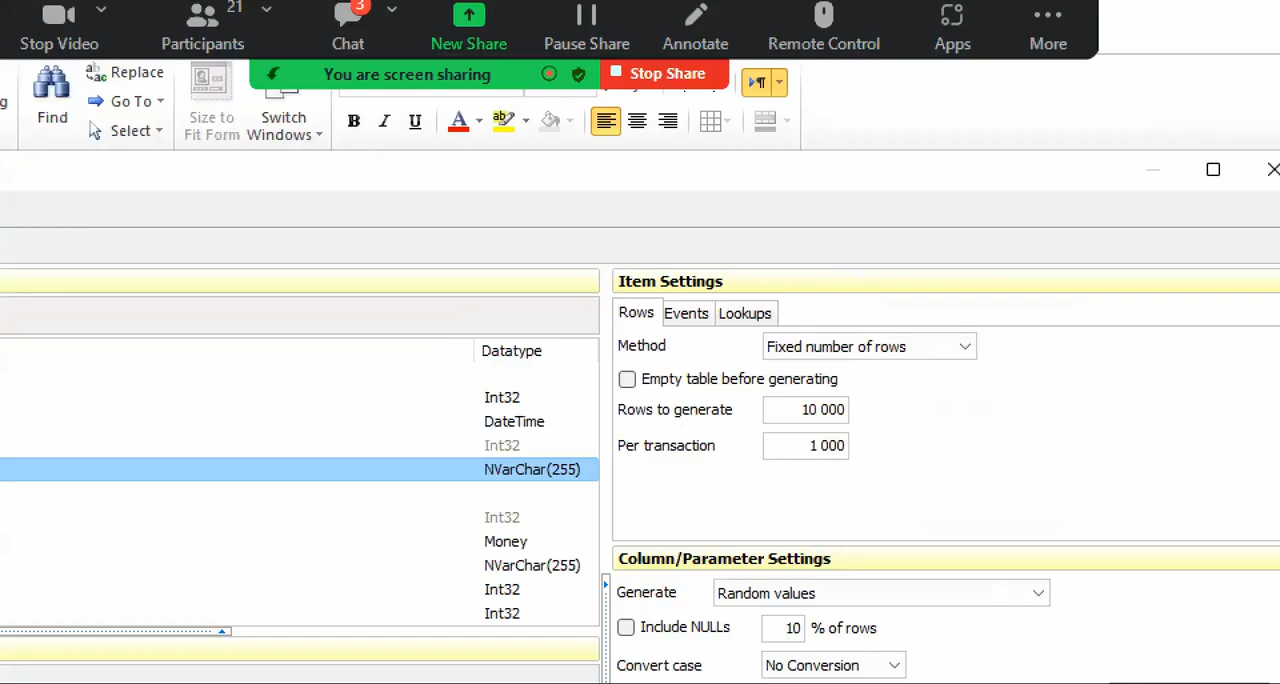 21
3
Stop Video
Participants
Chat
New Share
Pause Share
Annotate
Remote Control
Apps
More
You are screen sharing
Stop Share
Find
Replace
Go To
Select
Size to
Fit Form
Switch
Windows
B I U A
Item Settings
Rows Events Lookups
Method Fixed number of rows
Empty table before generating
Rows to generate 10 000
Per transaction 1 000
Datatype
Int32
DateTime
Int32
NVarChar(255)
Int32
Money
NVarChar(255)
Int32
Int32
Column/Parameter Settings
Generate Random values
Include NULLs 10 % of rows
Convert case No Conversion